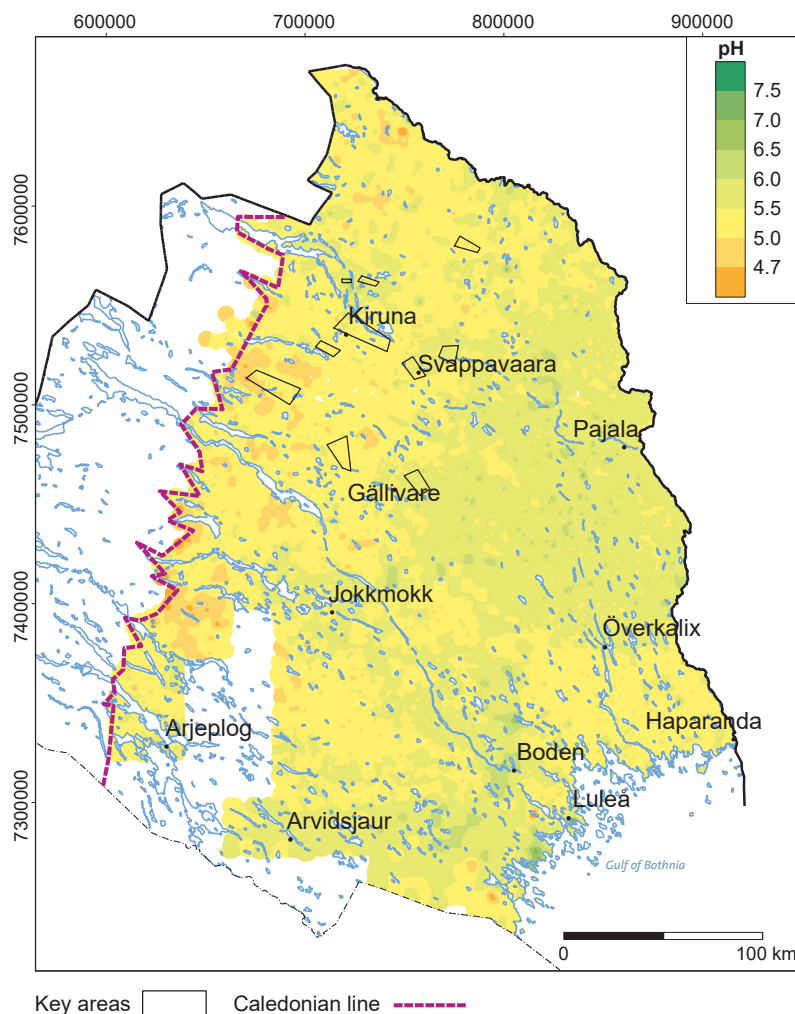 600000
700000
800000
9000000
pH
7.5
7.0
6.5
6.0
5.5
5.0
4.7
7600000
7500000
7400000
7300000
Kiruna
Svappavaara
Pajala
Gällivare
Jokkmokk
Överkalix
Haparanda
Arjeplog
Boden
Luleå
Arvidsjaur
Gulf of Bothnia
0 100 km
Key areas Caledonian line